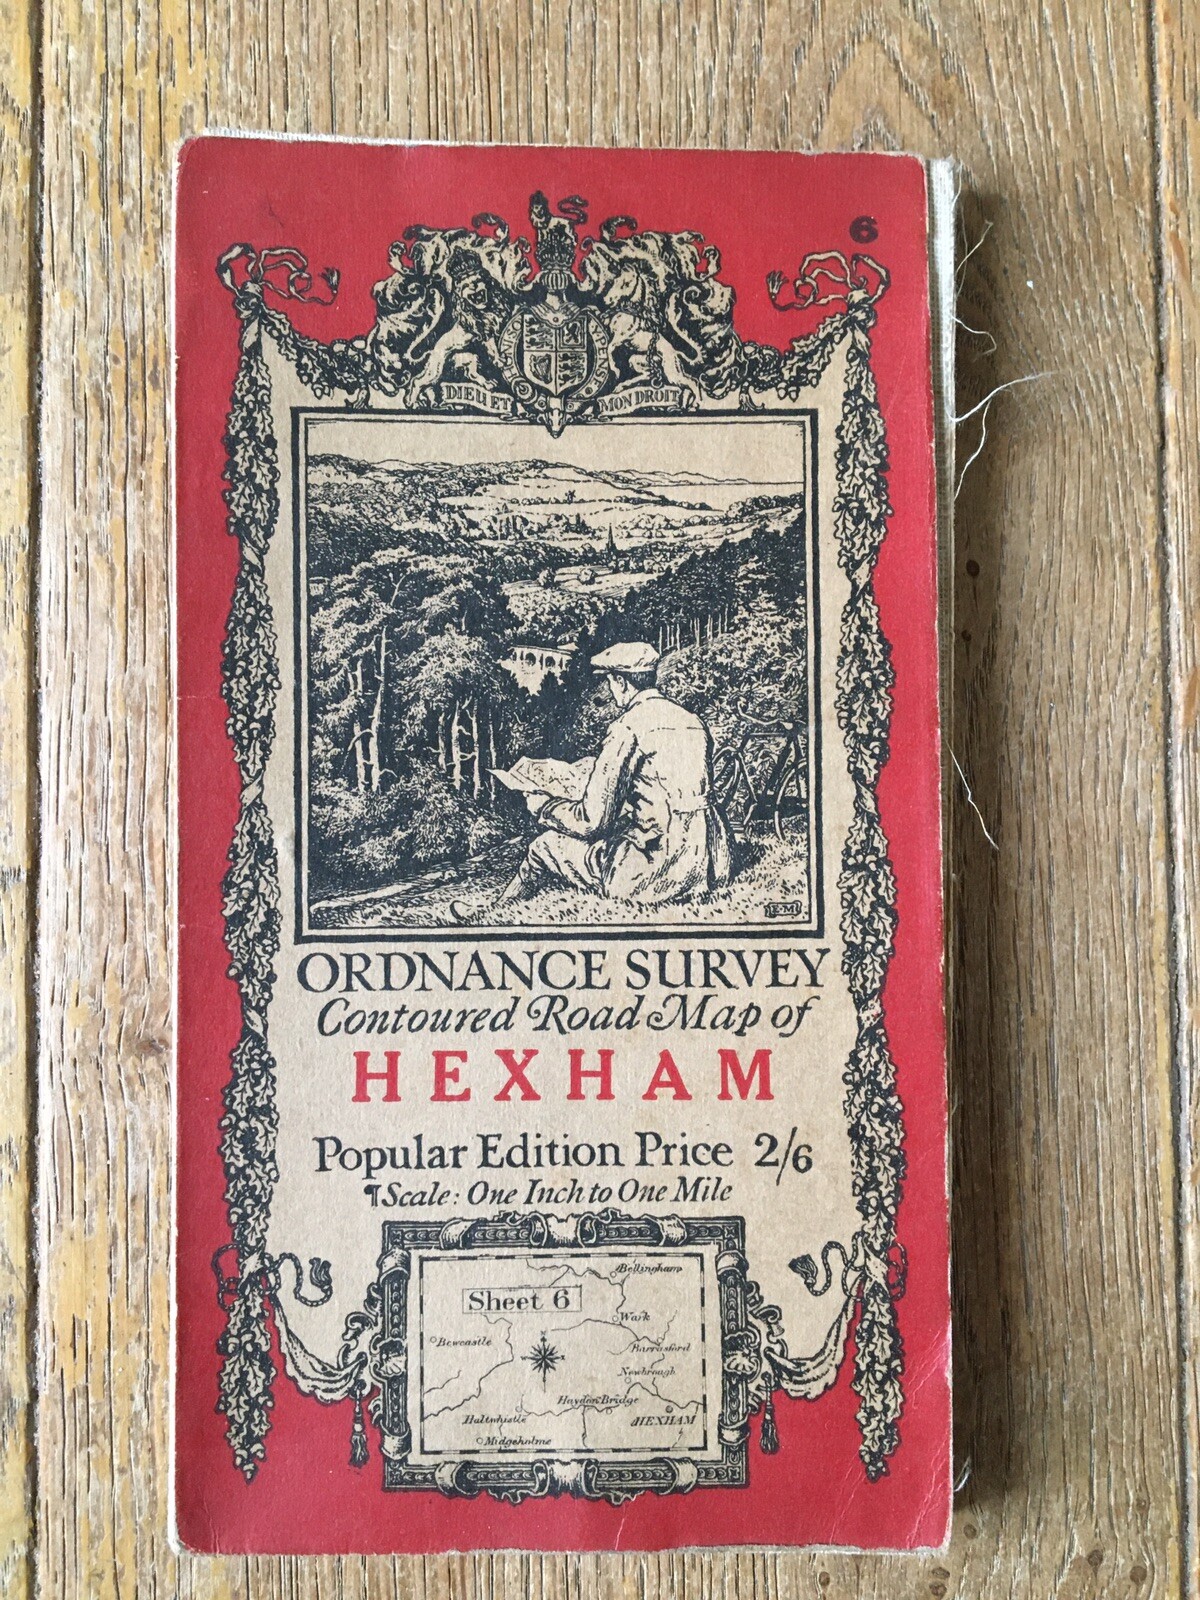 6
DIEU ET MON DROIT
E·M
ORDNANCE SURVEY
Contoured Road Map of
HEXHAM
Popular Edition Price 2/6
¶Scale: One Inch to One Mile
Bellingham
Sheet 6
Wark
Bewcastle
Barrasford
Newbrough
Haydon Bridge
Haltwhistle
HEXHAM
Midgeholme